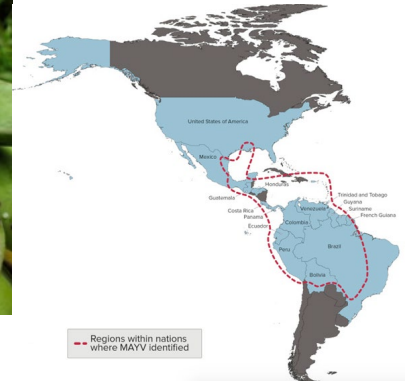 United States of America
Mexico
Honduras
Guatemala
Trinidad and Tobago
Guyana
Costa Rica
Suriname
Panama
Venezuela
French Guiana
Colombia
Ecuador
Peru
Brazil
Bolivia
Regions within nations
where MAYV identified